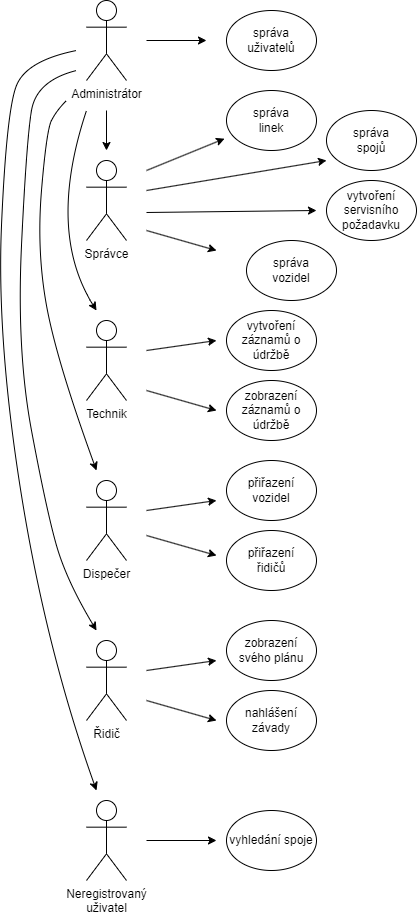 správa
uživatelů
Administrátor
správa
linek
správa
spojů
vytvoření
servisního
požadavku
Správce
správa
vozidel
vytvoření
záznamů o
údržbě
Technik
zobrazení
záznamů o
údržbě
přiřazení
vozidel
Dispečer
přiřazení
řidičů
zobrazení
svého plánu
Řidič
nahlášení
závady
vyhledání spoje
Neregistrovaný
uživatel